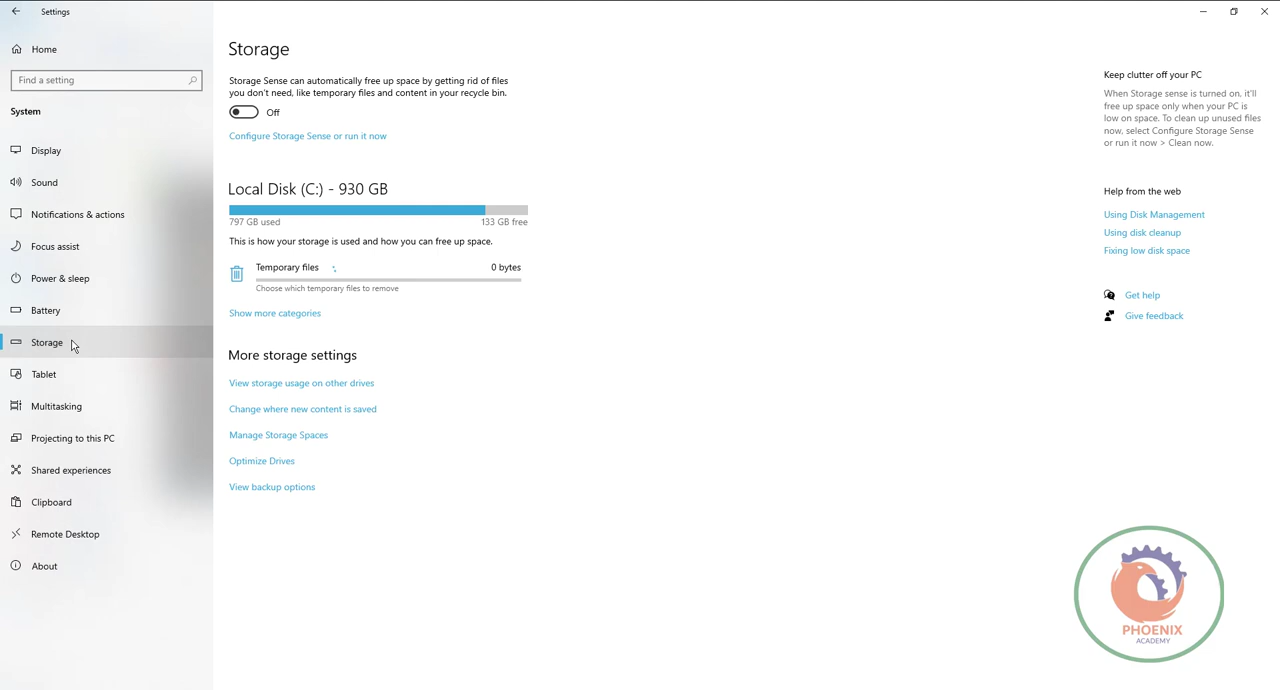 Settings
Home
Find a setting
System
Display
Sound
Notifications & actions
Focus assist
Power & sleep
Battery
Storage
Tablet
Multitasking
Projecting to this PC
Shared experiences
Clipboard
Remote Desktop
About
Storage
Storage Sense can automatically free up space by getting rid of files
you don't need, like temporary files and content in your recycle bin.
Off
Configure Storage Sense or run it now
Local Disk (C:) - 930 GB
797 GB used 133 GB free
This is how your storage is used and how you can free up space.
Temporary files 0 bytes
Choose which temporary files to remove
Show more categories
More storage settings
View storage usage on other drives
Change where new content is saved
Manage Storage Spaces
Optimize Drives
View backup options
Keep clutter off your PC
When Storage sense is turned on, it'll
free up space only when your PC is
low on space. To clean up unused files
now, select Configure Storage Sense
or run it now > Clean now.
Help from the web
Using Disk Management
Using disk cleanup
Fixing low disk space
Get help
Give feedback
PHOENIX
ACADEMY